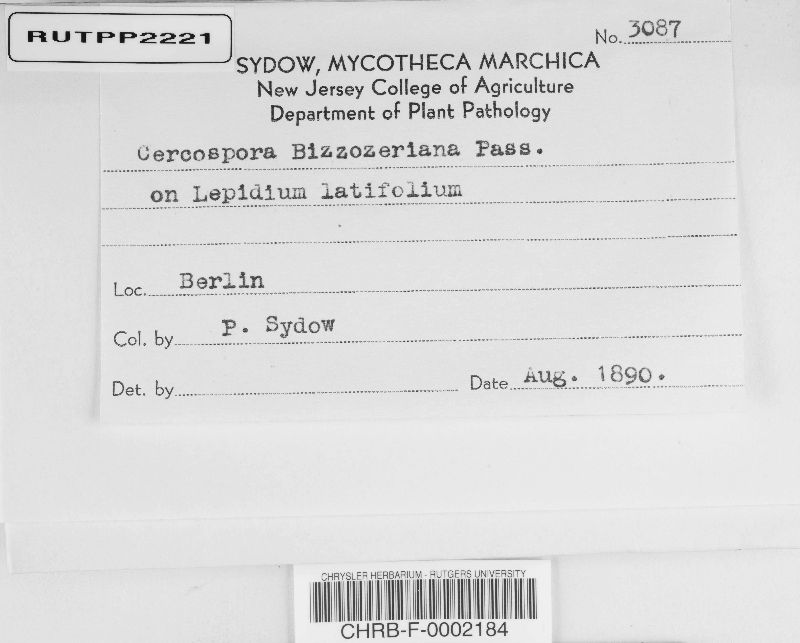 RUTPP2221
No. 3087
SYDOW, MYCOTHECA MARCHICA
New Jersey College of Agriculture
Department of Plant Pathology
Cercospora Bizzozeriana Pass.
on Lepidium latifolium
Loc. Berlin
Col. by P. Sydow
Det. by
Date Aug. 1890.
CHRYSLER HERBARIUM - RUTGERS UNIVERSITY
CHRB-F-0002184